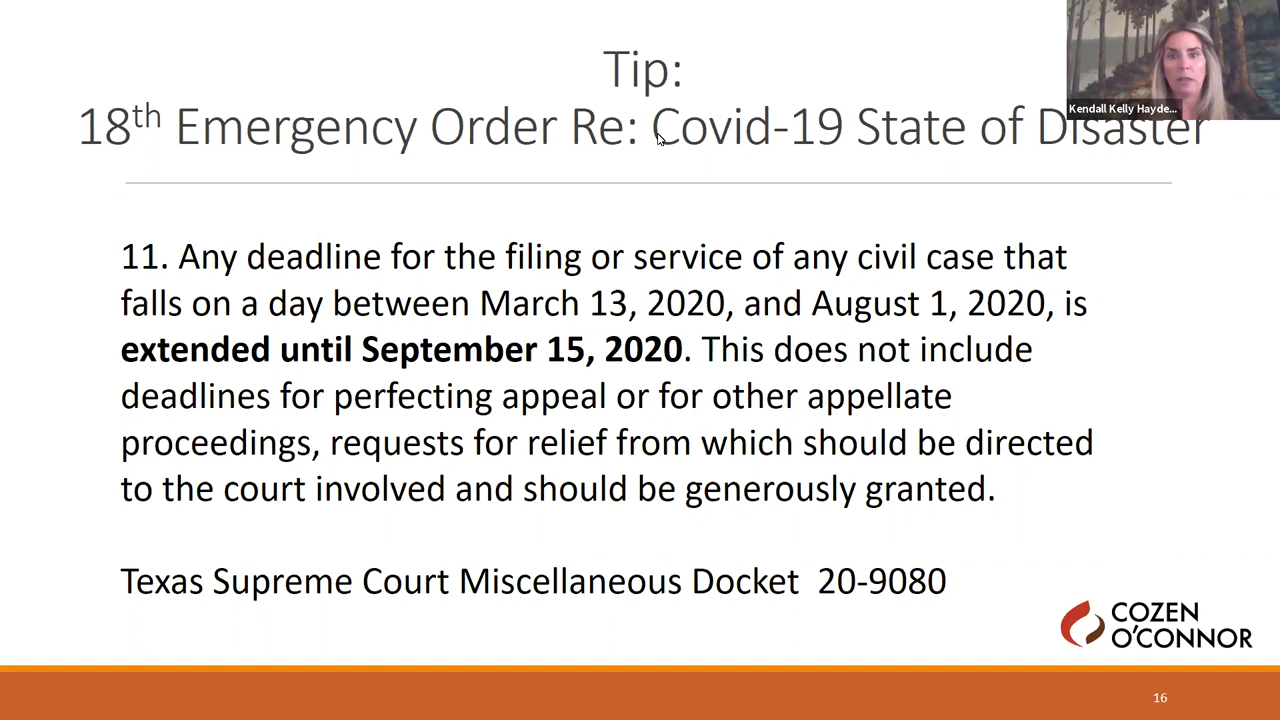 Tip:
18th Emergency Order Re: Covid-19 State of Disaster
Kendall Kelly Hayde...
11. Any deadline for the filing or service of any civil case that
falls on a day between March 13, 2020, and August 1, 2020, is
extended until September 15, 2020. This does not include
deadlines for perfecting appeal or for other appellate
proceedings, requests for relief from which should be directed
to the court involved and should be generously granted.
Texas Supreme Court Miscellaneous Docket 20-9080
COZEN
O'CONNOR
16